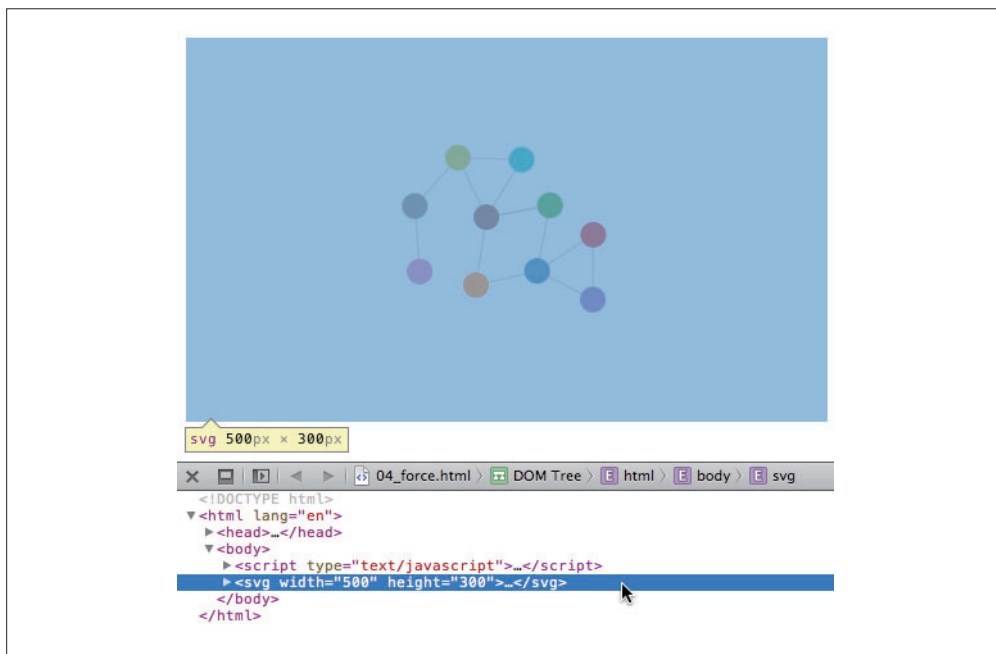 svg 500px × 300px
04_force.html DOM Tree E html E body E svg
<!DOCTYPE html>
▼<html lang="en">
▶<head>…</head>
▼<body>
▶<script type="text/javascript">…</script>
▶<svg width="500" height="300">…</svg>
</body>
</html>